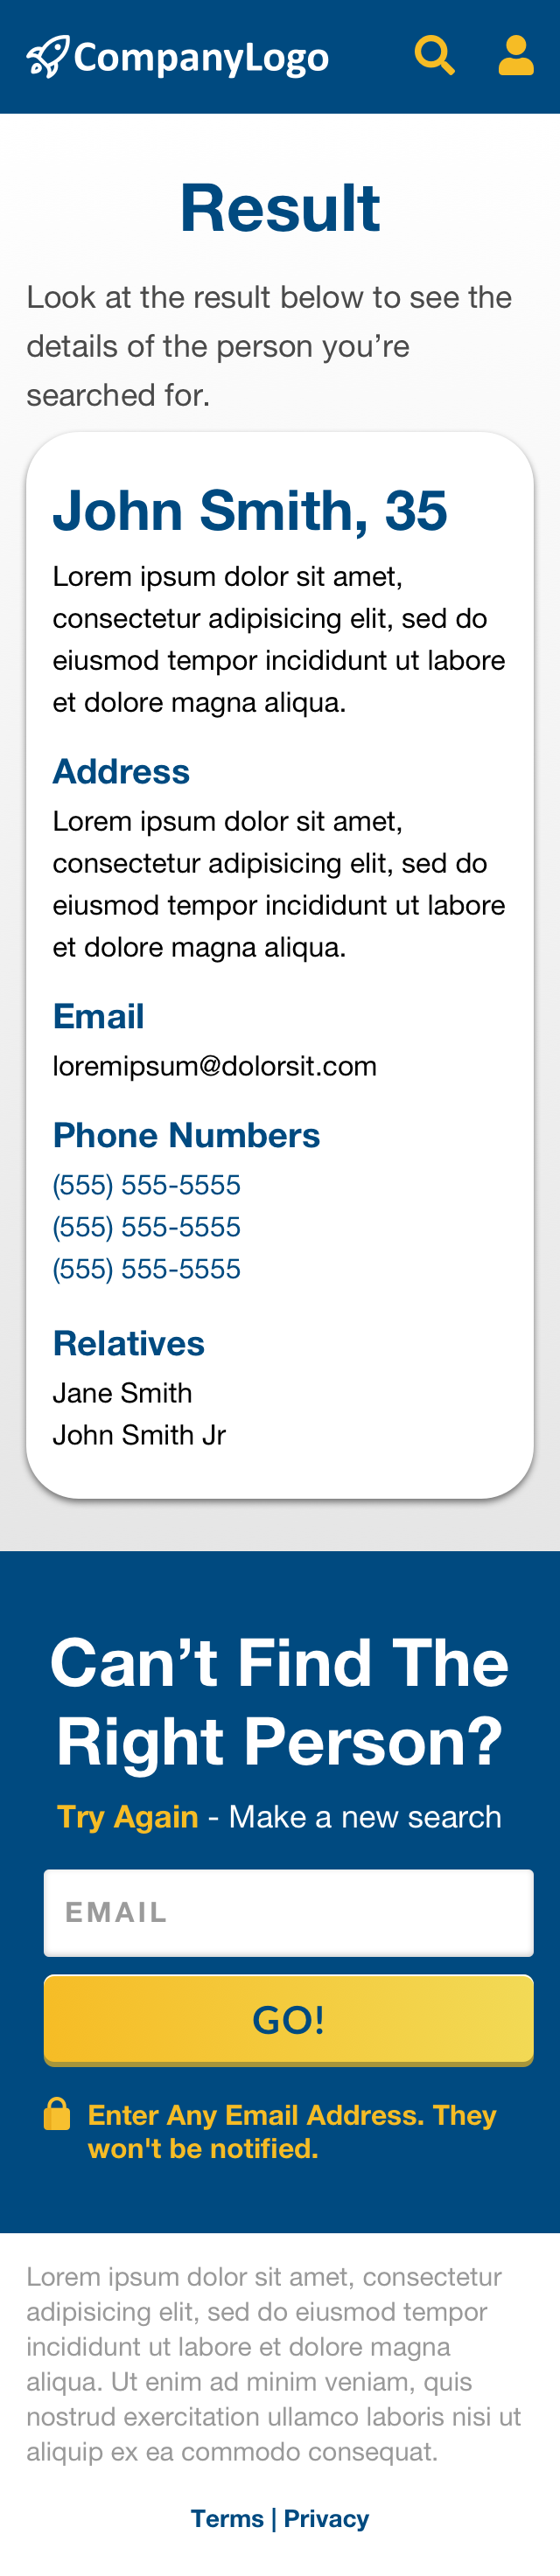 CompanyLogo
Result
Look at the result below to see the
details of the person you’re
searched for.
John Smith, 35
Lorem ipsum dolor sit amet,
consectetur adipisicing elit, sed do
eiusmod tempor incididunt ut labore
et dolore magna aliqua.
Address
Lorem ipsum dolor sit amet,
consectetur adipisicing elit, sed do
eiusmod tempor incididunt ut labore
et dolore magna aliqua.
Email
loremipsum@dolorsit.com
Phone Numbers
(555) 555-5555
(555) 555-5555
(555) 555-5555
Relatives
Jane Smith
John Smith Jr
Can’t Find The
Right Person?
Try Again - Make a new search
EMAIL
GO!
Enter Any Email Address. They
won't be notified.
Lorem ipsum dolor sit amet, consectetur
adipisicing elit, sed do eiusmod tempor
incididunt ut labore et dolore magna
aliqua. Ut enim ad minim veniam, quis
nostrud exercitation ullamco laboris nisi ut
aliquip ex ea commodo consequat.
Terms | Privacy